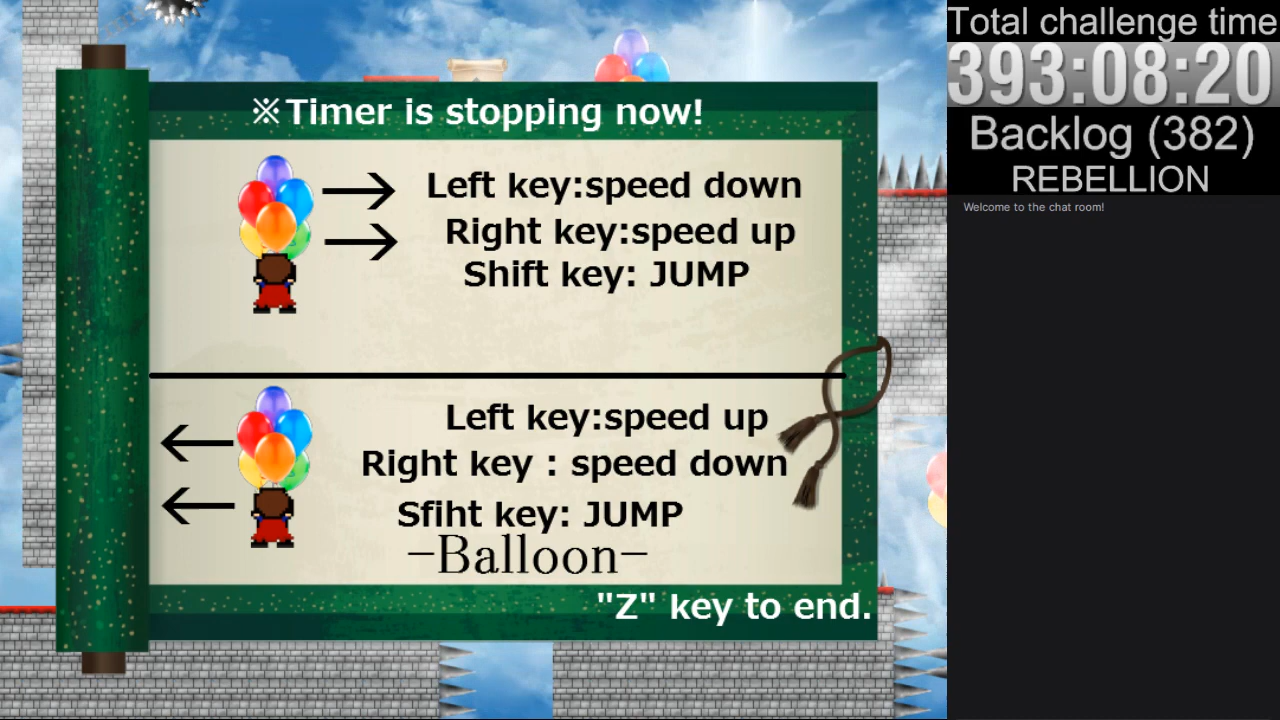 ※Timer is stopping now!
Left key:speed down
Right key:speed up
Shift key: JUMP
Left key:speed up
Right key : speed down
Sfiht key: JUMP
-Balloon-
"Z" key to end.
Total challenge time
393:08:20
Backlog (382)
REBELLION
Welcome to the chat room!